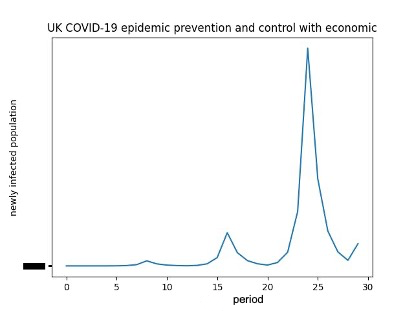 UK COVID-19 epidemic prevention and control with economic
newly infected population
0 5 10 15 20 25 30
period